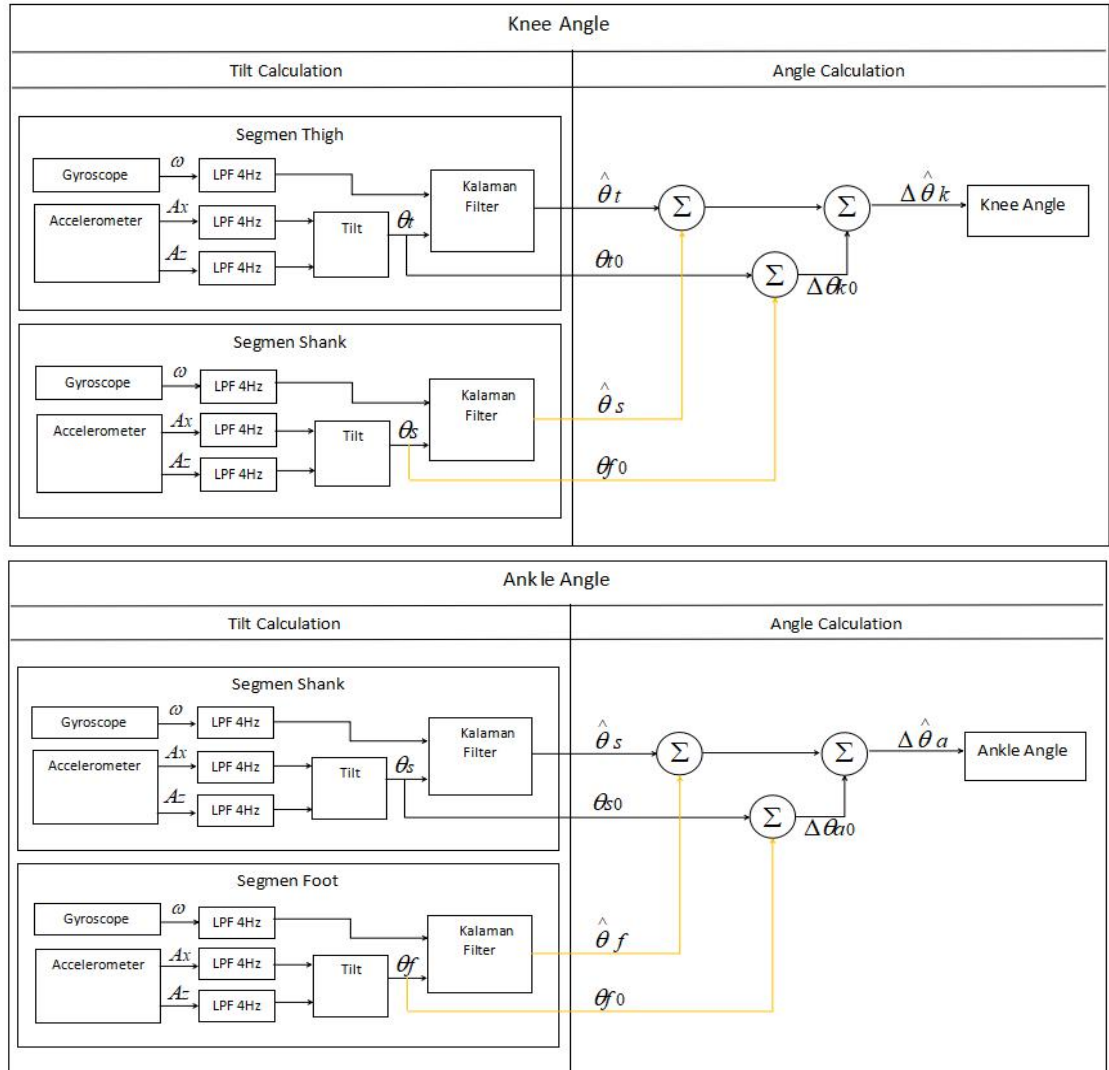 Knee Angle
Tilt Calculation
Angle Calculation
Segmen Thigh
Gyroscope
ω
LPF 4Hz
Accelerometer
Ax
LPF 4Hz
Az
LPF 4Hz
Tilt
θt
Kalaman
Filter
^
θ t
Σ
Σ
^
Δ θ k
Knee Angle
θt0
Σ
Δθk0
Segmen Shank
Gyroscope
ω
LPF 4Hz
Accelerometer
Ax
LPF 4Hz
Az
LPF 4Hz
Tilt
θs
Kalaman
Filter
^
θ s
θf0
Ankle Angle
Tilt Calculation
Angle Calculation
Segmen Shank
Gyroscope
ω
LPF 4Hz
Accelerometer
Ax
LPF 4Hz
Az
LPF 4Hz
Tilt
θs
Kalaman
Filter
^
θ s
Σ
Σ
^
Δ θ a
Ankle Angle
θs0
Σ
Δθa0
Segmen Foot
Gyroscope
ω
LPF 4Hz
Accelerometer
Ax
LPF 4Hz
Az
LPF 4Hz
Tilt
θf
Kalaman
Filter
^
θ f
θf0